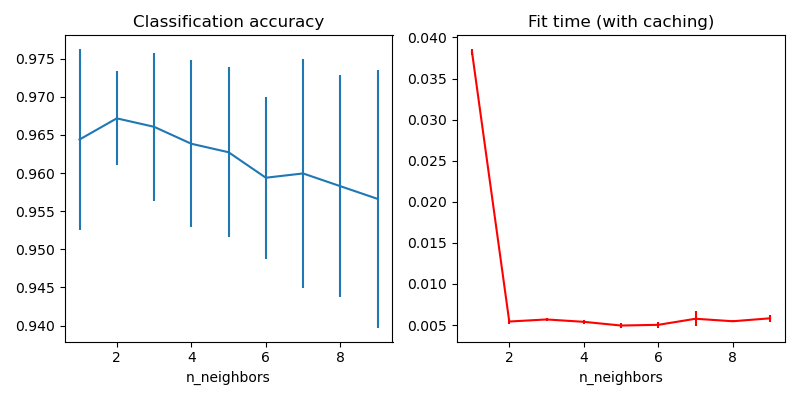 Classification accuracy
0.975
0.970
0.965
0.960
0.955
0.950
0.945
0.940
2 4 6 8
n_neighbors
Fit time (with caching)
0.040
0.035
0.030
0.025
0.020
0.015
0.010
0.005
2 4 6 8
n_neighbors